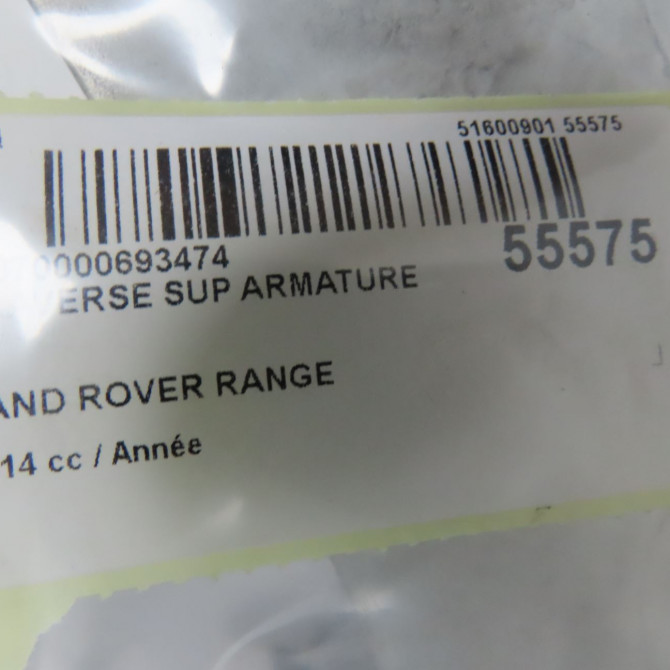 51600901 55575
0000693474 55575
ERSE SUP ARMATURE
AND ROVER RANGE
14 cc / Année